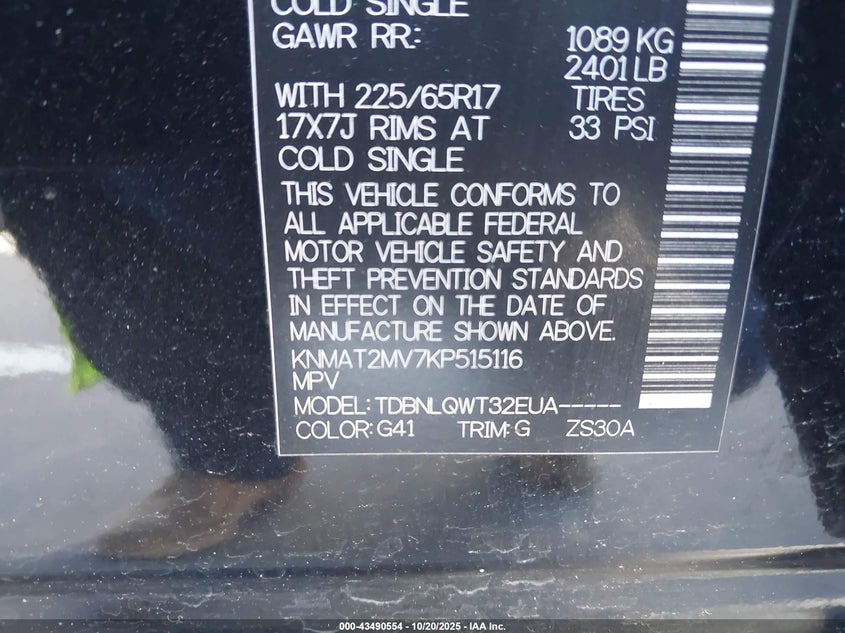 COLD SINGLE
GAWR RR.: 1089 KG
2401 LB
WITH 225/65R17 TIRES
17X7J RIMS AT 33 PSI
COLD SINGLE
THIS VEHICLE CONFORMS TO
ALL APPLICABLE FEDERAL
MOTOR VEHICLE SAFETY AND
THEFT PREVENTION STANDARDS
IN EFFECT ON THE DATE OF
MANUFACTURE SHOWN ABOVE.
KNMAT2MV7KP515116
MPV
MODEL: TDBNLQWT32EUA-----
COLOR: G41 TRIM: G ZS30A
000-43490554 | 10/20/2025 - IAA Inc.